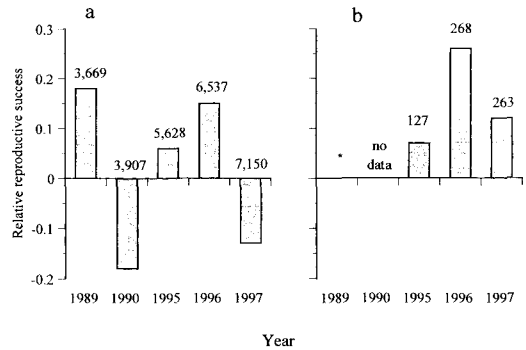 a
b
0.3
0.2
0.1
0
-0.1
-0.2
Relative reproductive success
3,669
3,907
5,628
6,537
7,150
*
no
data
127
268
263
1989 1990 1995 1996 1997
1989 1990 1995 1996 1997
Year